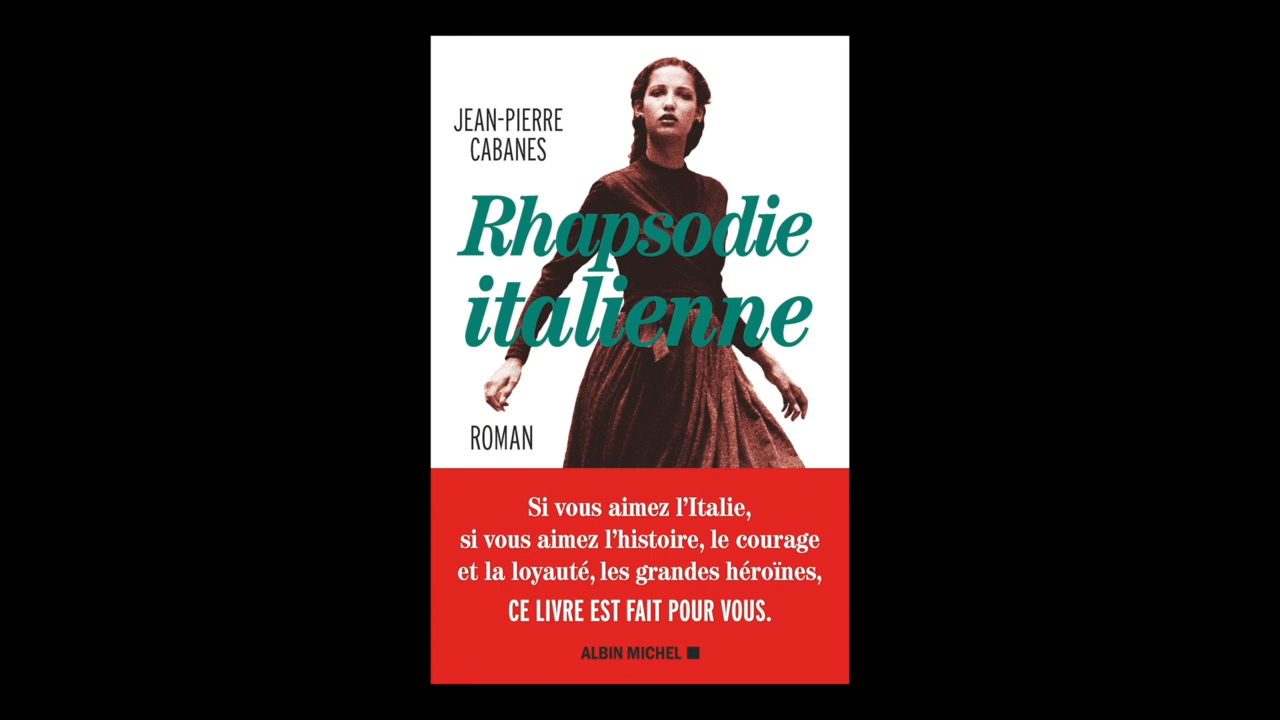 JEAN-PIERRE
CABANES
Rhapsodie
italienne
ROMAN
Si vous aimez l'Italie,
si vous aimez l'histoire, le courage
et la loyauté, les grandes héroïnes,
CE LIVRE EST FAIT POUR VOUS.
ALBIN MICHEL